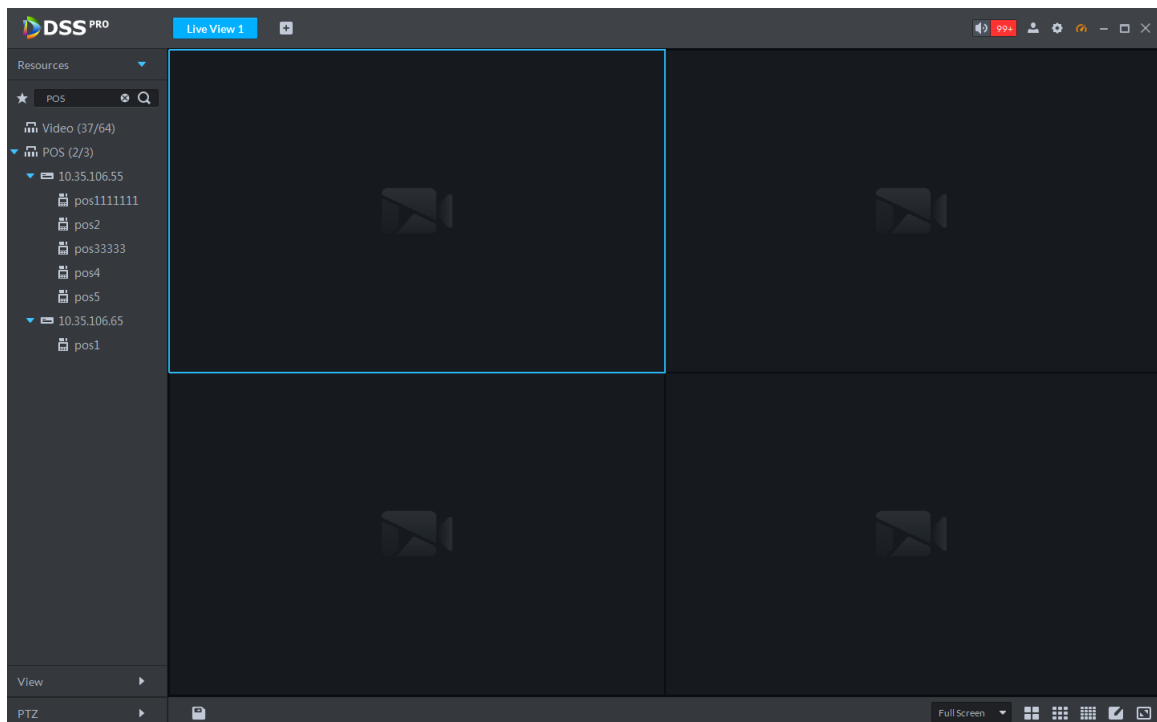 DSS PRO
Live View 1
99+
Resources
POS
Video (37/64)
POS (2/3)
10.35.106.55
pos1111111
pos2
pos33333
pos4
pos5
10.35.106.65
pos1
View
PTZ
Full Screen